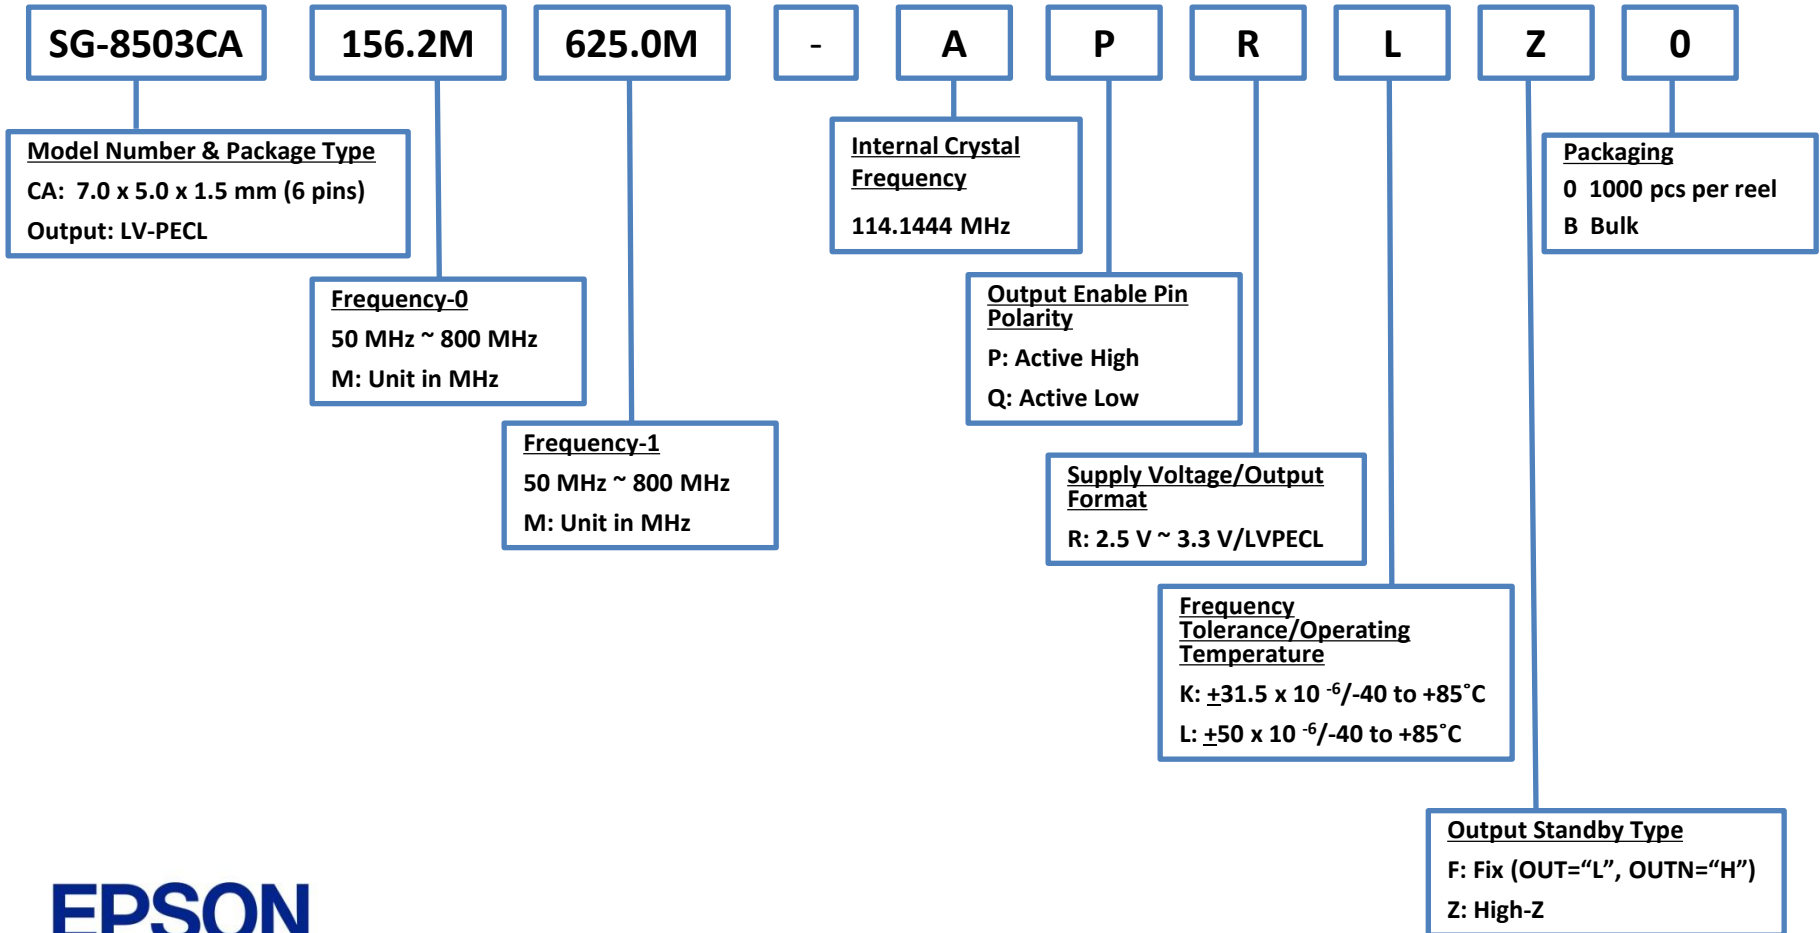 SG-8503CA 156.2M 625.0M - A P R L Z 0
Model Number & Package Type
CA: 7.0 x 5.0 x 1.5 mm (6 pins)
Output: LV-PECL
Internal Crystal
Frequency
114.1444 MHz
Packaging
0 1000 pcs per reel
B Bulk
Frequency-0
50 MHz ~ 800 MHz
M: Unit in MHz
Output Enable Pin
Polarity
P: Active High
Q: Active Low
Frequency-1
50 MHz ~ 800 MHz
M: Unit in MHz
Supply Voltage/Output
Format
R: 2.5 V ~ 3.3 V/LVPECL
Frequency
Tolerance/Operating
Temperature
K: ±31.5 x 10 -6/-40 to +85˚C
L: ±50 x 10 -6/-40 to +85˚C
Output Standby Type
F: Fix (OUT=“L”, OUTN=“H”)
Z: High-Z
EPSON